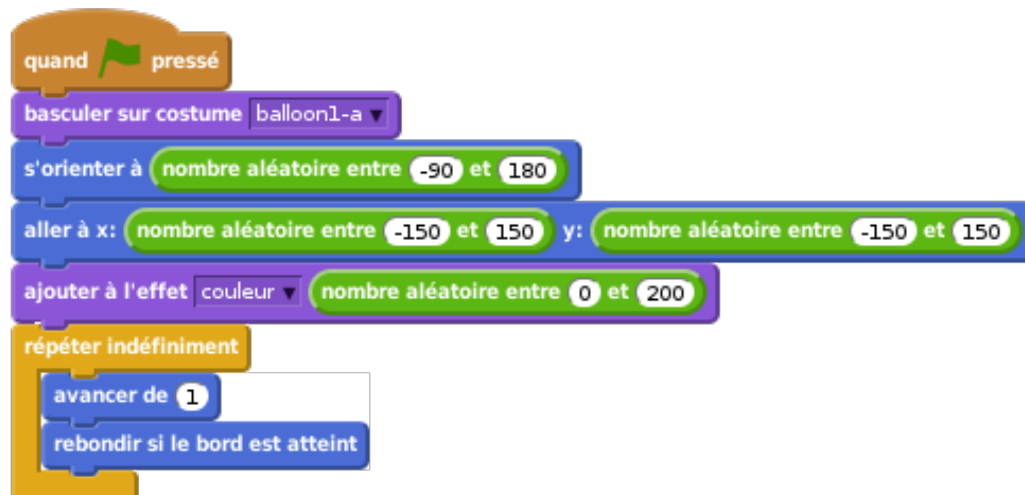 quand pressé
basculer sur costume balloon1-a
s'orienter à nombre aléatoire entre -90 et 180
aller à x: nombre aléatoire entre -150 et 150 y: nombre aléatoire entre -150 et 150
ajouter à l'effet couleur nombre aléatoire entre 0 et 200
répéter indéfiniment
avancer de 1
rebondir si le bord est atteint